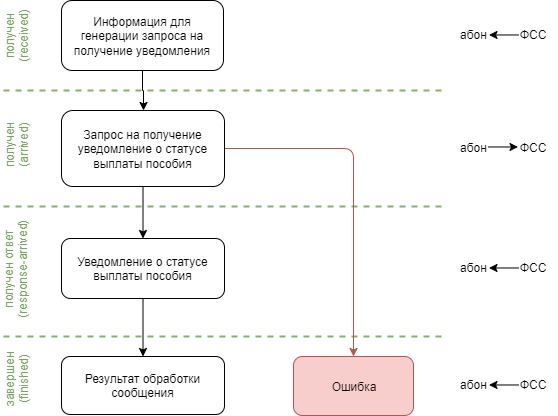 получен
(received)
Информация для
генерации запроса на
получение уведомления
абон
ФСС
получен
(arrived)
Запрос на получение
уведомление о статусе
выплаты пособия
абон
ФСС
получен ответ
(response-arrived)
Уведомление о статусе
выплаты пособия
абон
ФСС
завершен
(finished)
Результат обработки
сообщения
Ошибка
абон
ФСС